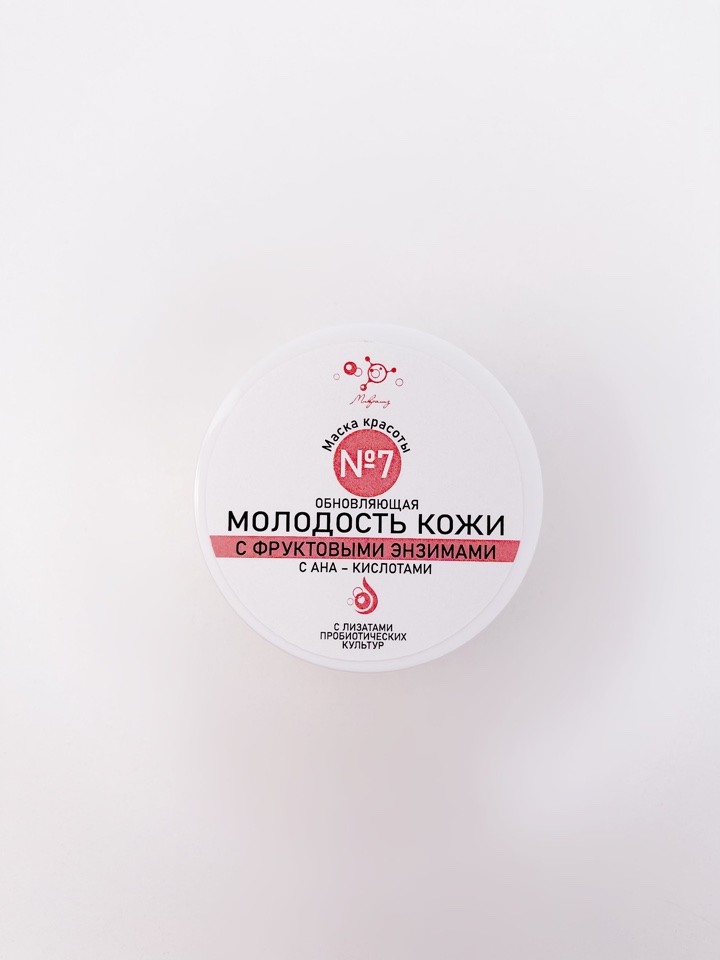 Маска красоты
№7
ОБНОВЛЯЮЩАЯ
МОЛОДОСТЬ КОЖИ
С ФРУКТОВЫМИ ЭНЗИМАМИ
С АНА – КИСЛОТАМИ
С ЛИЗАТАМИ
ПРОБИОТИЧЕСКИХ
КУЛЬТУР